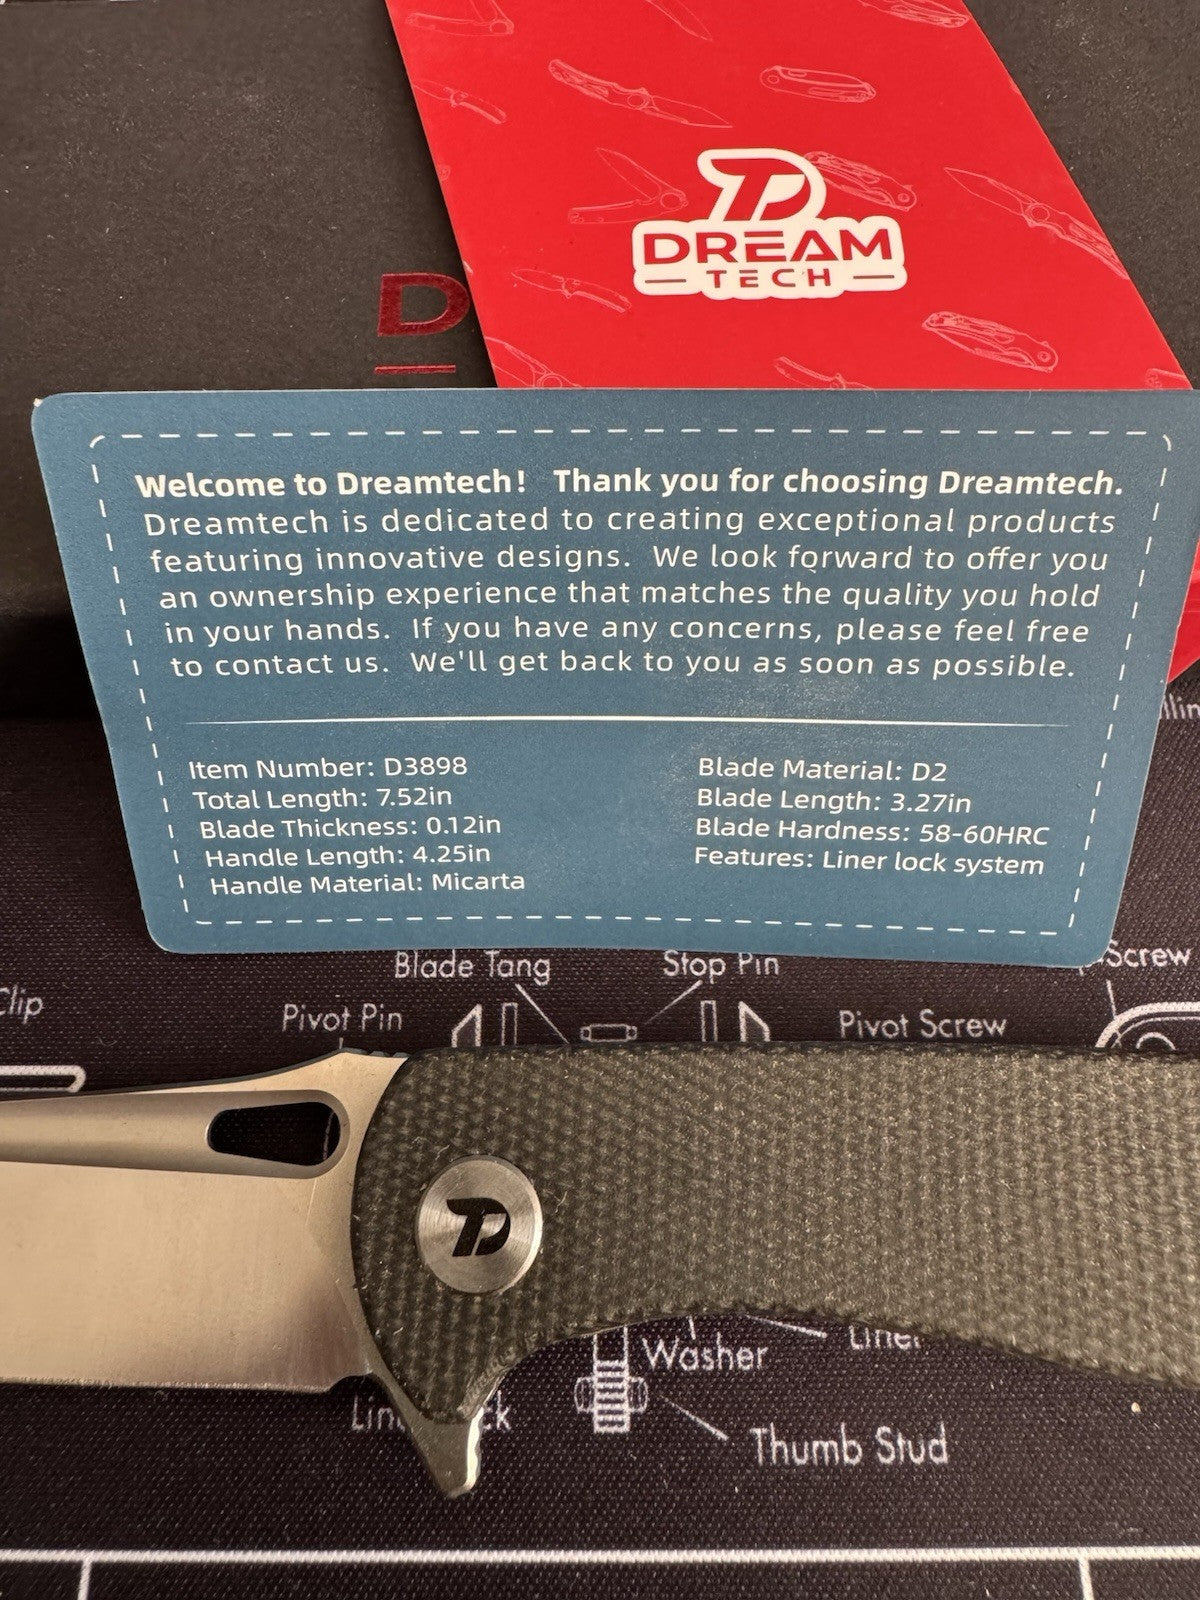 DREAM
TECH
D
Welcome to Dreamtech! Thank you for choosing Dreamtech.
Dreamtech is dedicated to creating exceptional products
featuring innovative designs. We look forward to offer you
an ownership experience that matches the quality you hold
in your hands. If you have any concerns, please feel free
to contact us. We'll get back to you as soon as possible.
Item Number: D3898
Total Length: 7.52in
Blade Thickness: 0.12in
Handle Length: 4.25in
Handle Material: Micarta
Blade Material: D2
Blade Length: 3.27in
Blade Hardness: 58-60HRC
Features: Liner lock system
Blade Tang
Stop Pin
Screw
Clip
Pivot Pin
Pivot Screw
Washer
Liner
Thumb Stud